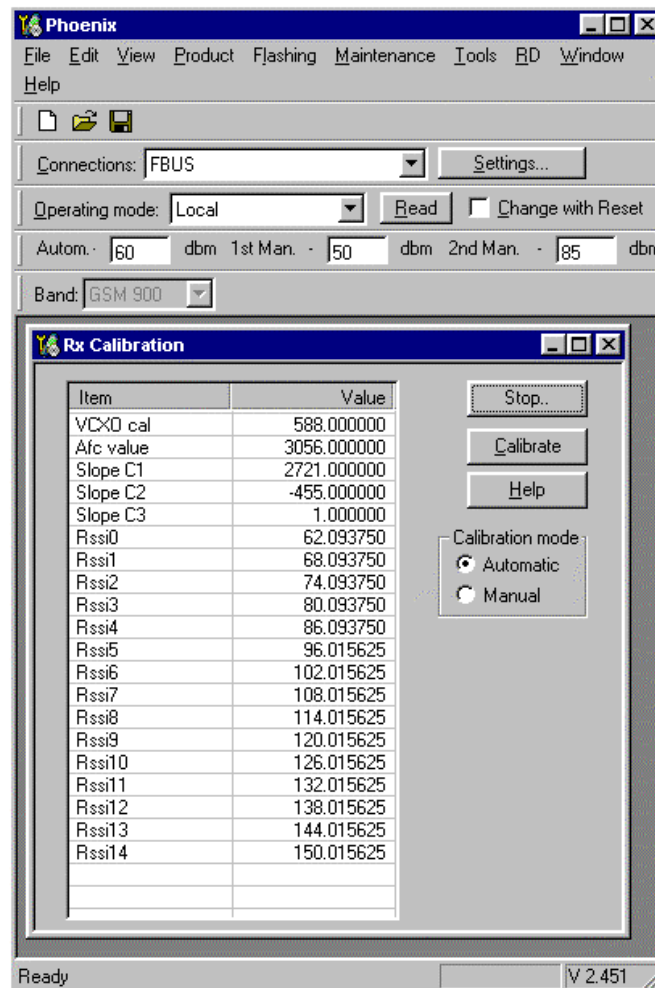 Phoenix
File Edit View Product Flashing Maintenance Tools RD Window
Help
Connections: FBUS Settings...
Operating mode: Local Read Change with Reset
Autom. - 60 dbm 1st Man. - 50 dbm 2nd Man. - 85 dbm
Band: GSM 900
Rx Calibration
Item Value
VCXO cal 588.000000
Afc value 3056.000000
Slope C1 2721.000000
Slope C2 -455.000000
Slope C3 1.000000
Rssi0 62.093750
Rssi1 68.093750
Rssi2 74.093750
Rssi3 80.093750
Rssi4 86.093750
Rssi5 96.015625
Rssi6 102.015625
Rssi7 108.015625
Rssi8 114.015625
Rssi9 120.015625
Rssi10 126.015625
Rssi11 132.015625
Rssi12 138.015625
Rssi13 144.015625
Rssi14 150.015625
Stop..
Calibrate
Help
Calibration mode
Automatic
Manual
Ready V 2.451